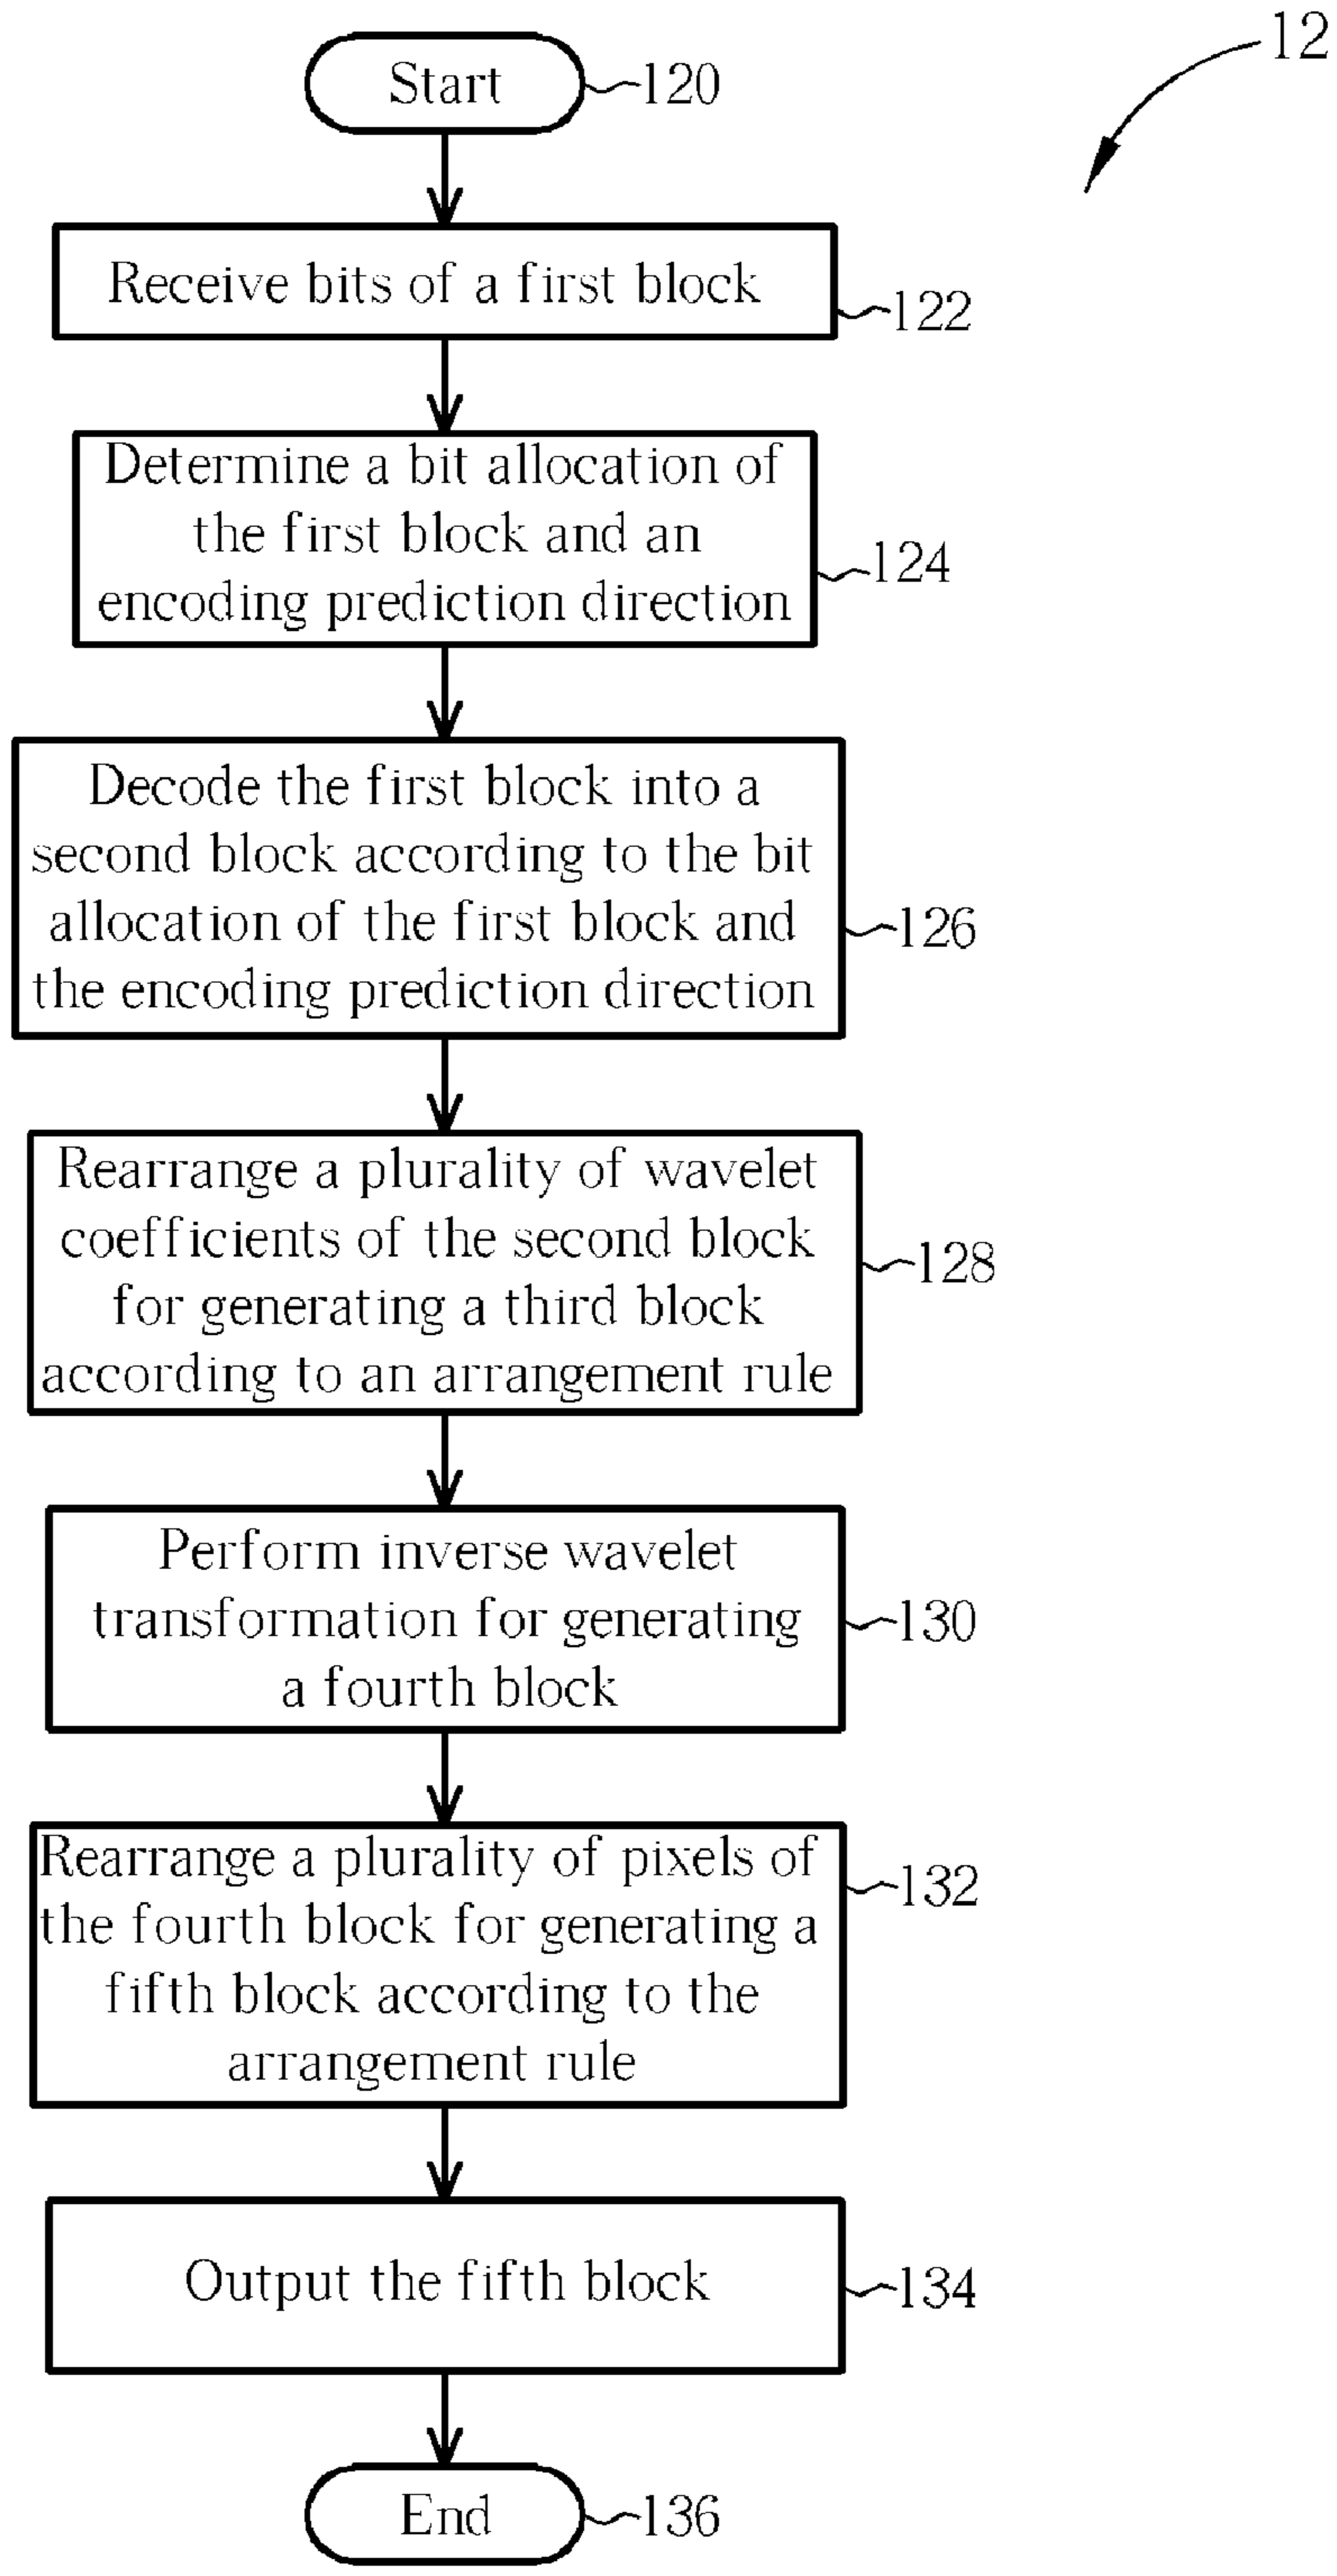 12
Start
120
Receive bits of a first block
122
Determine a bit allocation of
the first block and an
encoding prediction direction
124
Decode the first block into a
second block according to the bit
allocation of the first block and
the encoding prediction direction
126
Rearrange a plurality of wavelet
coefficients of the second block
for generating a third block
according to an arrangement rule
128
Perform inverse wavelet
transformation for generating
a fourth block
130
Rearrange a plurality of pixels of
the fourth block for generating a
fifth block according to the
arrangement rule
132
Output the fifth block
134
End
136